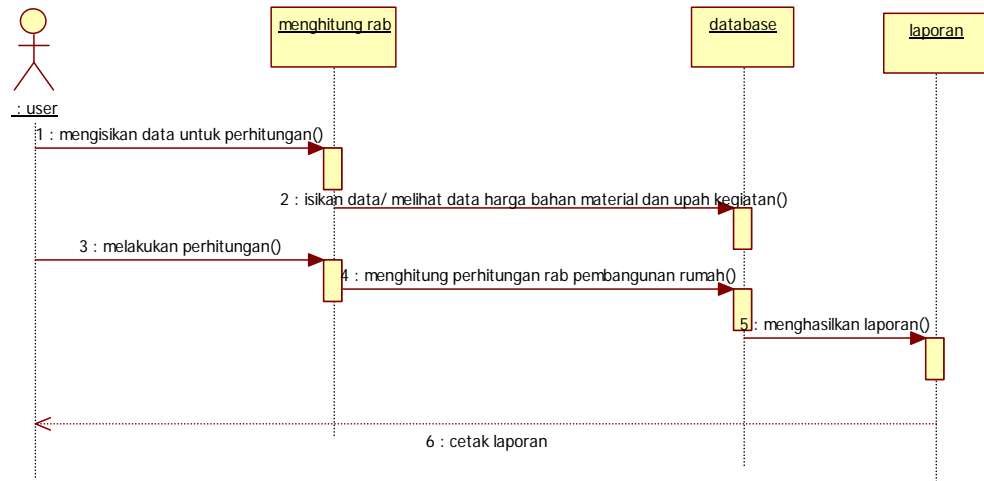 menghitung rab
database
laporan
: user
1 : mengisikan data untuk perhitungan()
2 : isikan data/ melihat data harga bahan material dan upah kegiatan()
3 : melakukan perhitungan()
4 : menghitung perhitungan rab pembangunan rumah()
5 : menghasilkan laporan()
6 : cetak laporan